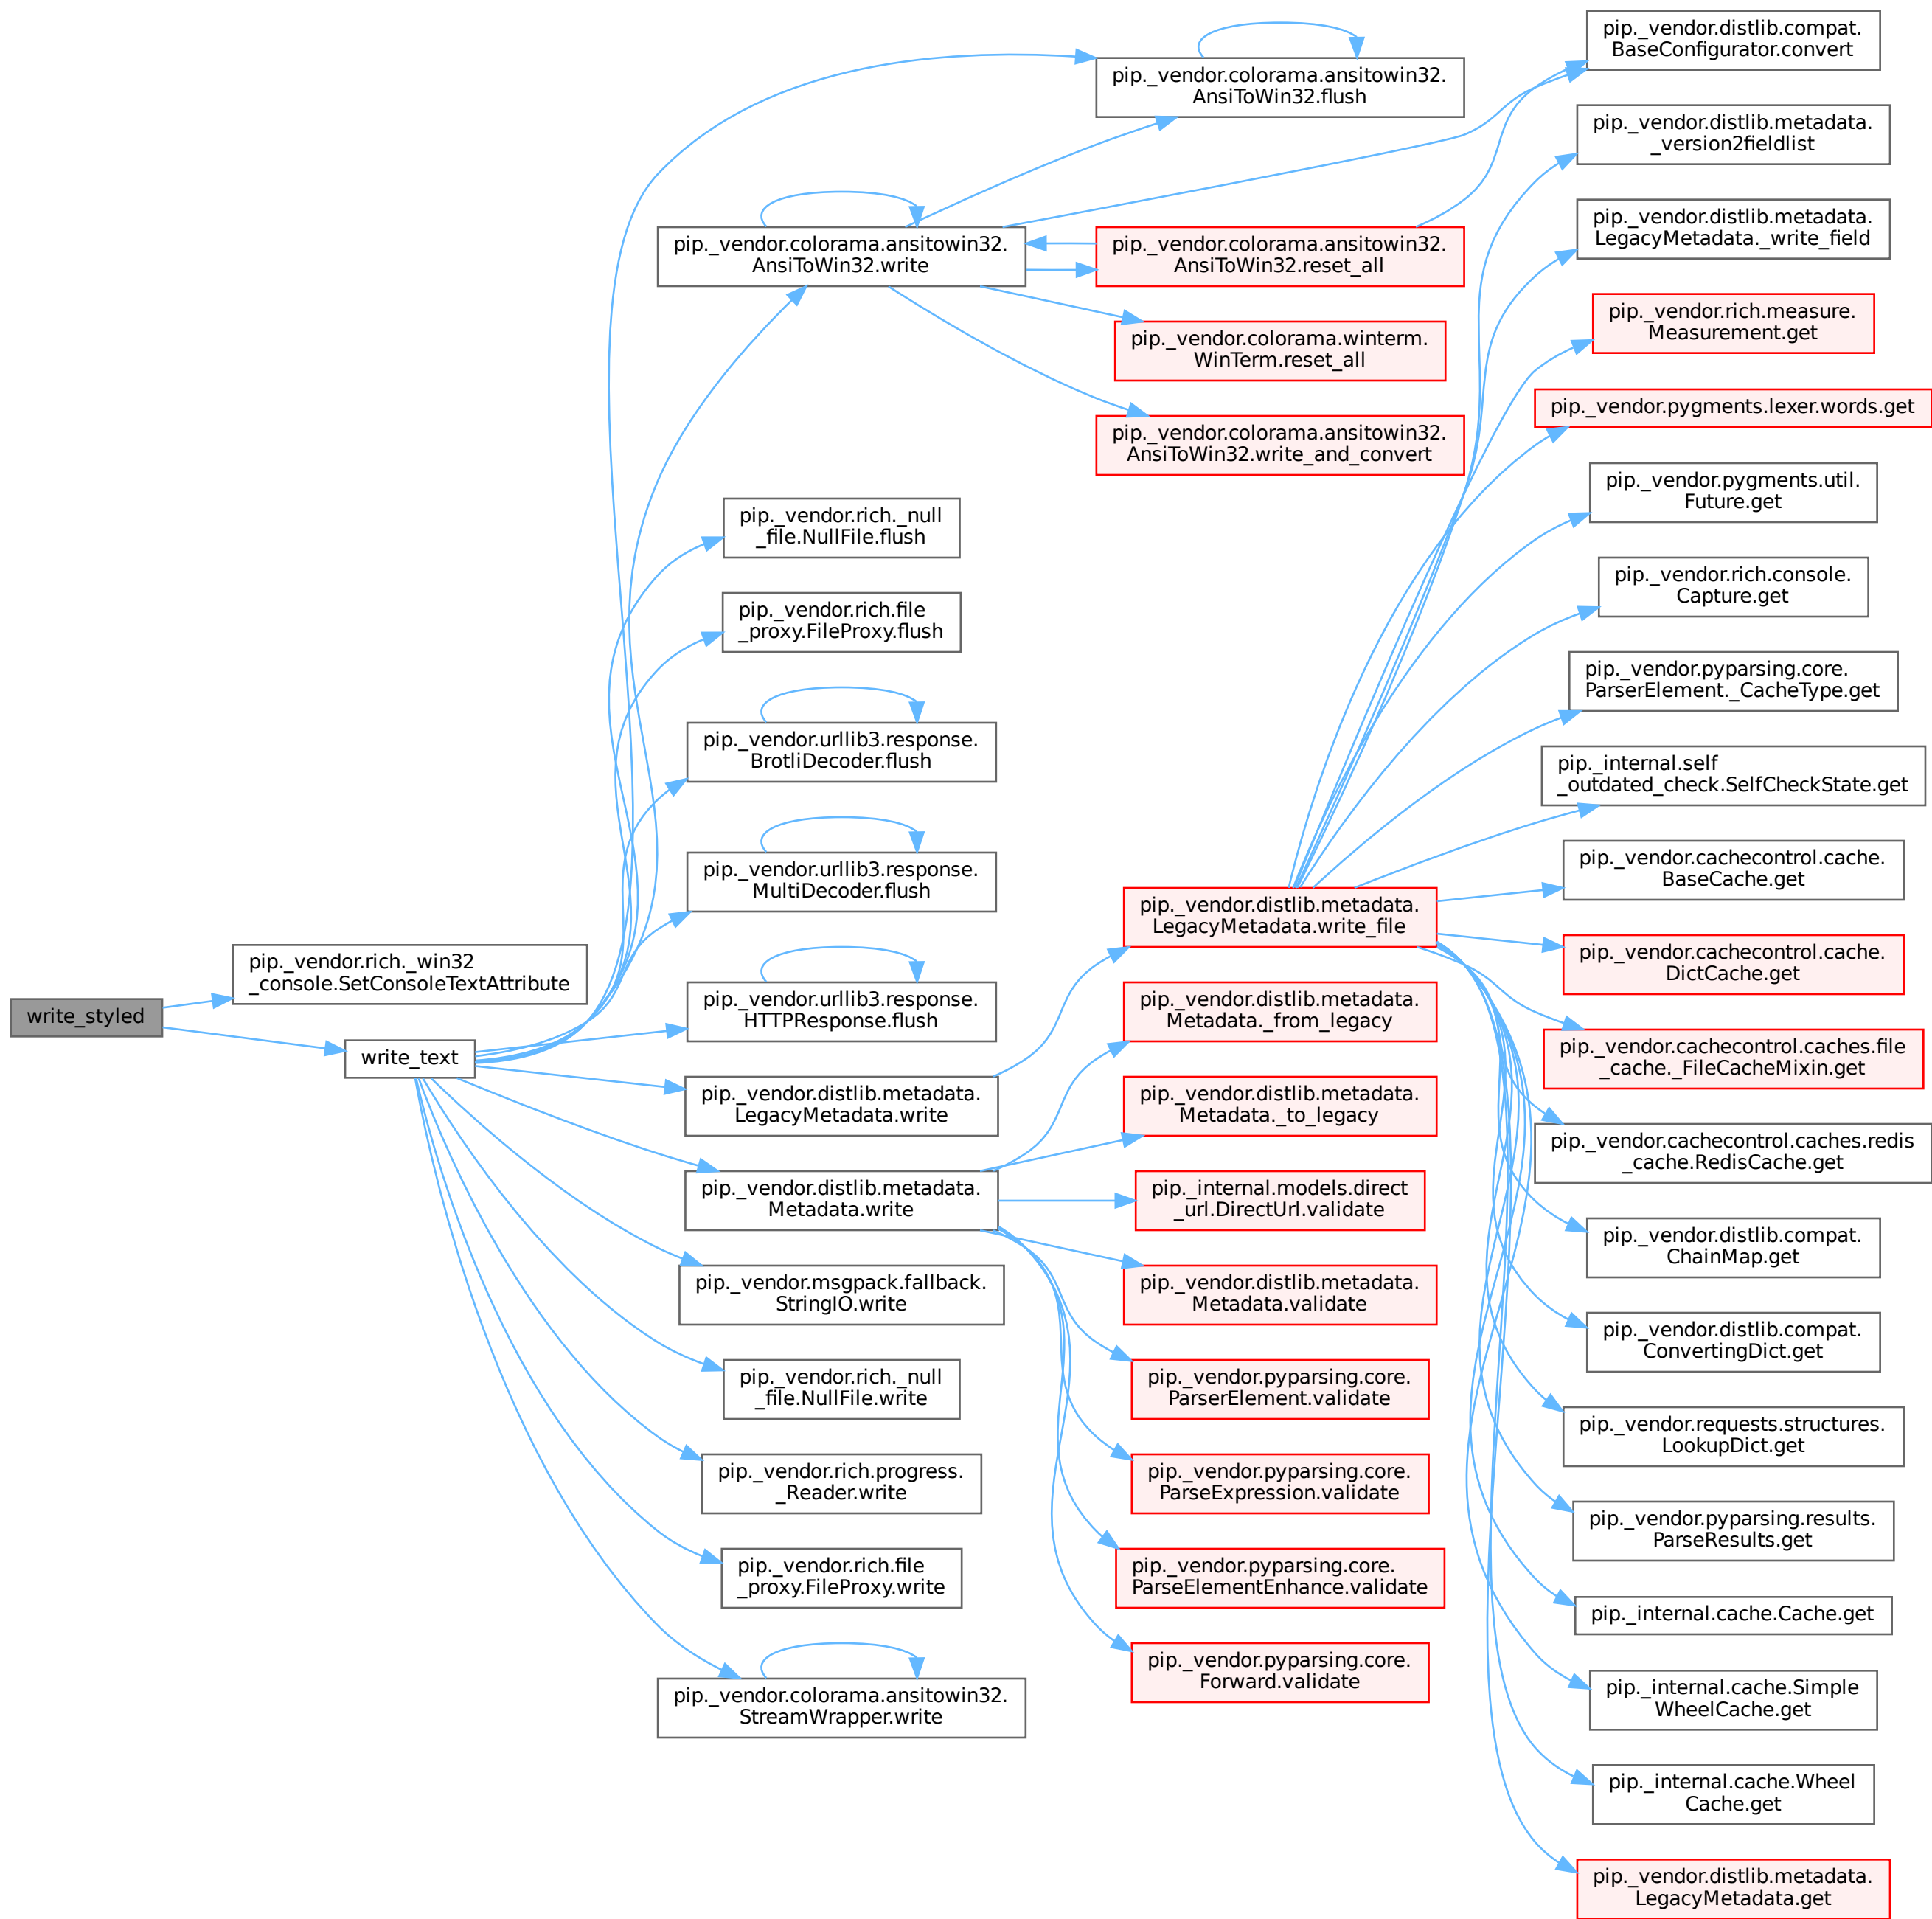 write_styled
pip._vendor.rich._win32
_console.SetConsoleTextAttribute
write_text
pip._vendor.colorama.ansitowin32.
AnsiToWin32.write
pip._vendor.rich._null
_file.NullFile.flush
pip._vendor.rich.file
_proxy.FileProxy.flush
pip._vendor.urllib3.response.
BrotliDecoder.flush
pip._vendor.urllib3.response.
MultiDecoder.flush
pip._vendor.urllib3.response.
HTTPResponse.flush
pip._vendor.distlib.metadata.
LegacyMetadata.write
pip._vendor.distlib.metadata.
Metadata.write
pip._vendor.msgpack.fallback.
StringIO.write
pip._vendor.rich._null
_file.NullFile.write
pip._vendor.rich.progress.
_Reader.write
pip._vendor.rich.file
_proxy.FileProxy.write
pip._vendor.colorama.ansitowin32.
StreamWrapper.write
pip._vendor.colorama.ansitowin32.
AnsiToWin32.flush
pip._vendor.colorama.ansitowin32.
AnsiToWin32.reset_all
pip._vendor.colorama.winterm.
WinTerm.reset_all
pip._vendor.colorama.ansitowin32.
AnsiToWin32.write_and_convert
pip._vendor.distlib.metadata.
LegacyMetadata.write_file
pip._vendor.distlib.metadata.
Metadata._from_legacy
pip._vendor.distlib.metadata.
Metadata._to_legacy
pip._internal.models.direct
_url.DirectUrl.validate
pip._vendor.distlib.metadata.
Metadata.validate
pip._vendor.pyparsing.core.
ParserElement.validate
pip._vendor.pyparsing.core.
ParseExpression.validate
pip._vendor.pyparsing.core.
ParseElementEnhance.validate
pip._vendor.pyparsing.core.
Forward.validate
pip._vendor.distlib.compat.
BaseConfigurator.convert
pip._vendor.distlib.metadata.
_version2fieldlist
pip._vendor.distlib.metadata.
LegacyMetadata._write_field
pip._vendor.rich.measure.
Measurement.get
pip._vendor.pygments.lexer.words.get
pip._vendor.pygments.util.
Future.get
pip._vendor.rich.console.
Capture.get
pip._vendor.pyparsing.core.
ParserElement._CacheType.get
pip._internal.self
_outdated_check.SelfCheckState.get
pip._vendor.cachecontrol.cache.
BaseCache.get
pip._vendor.cachecontrol.cache.
DictCache.get
pip._vendor.cachecontrol.caches.file
_cache._FileCacheMixin.get
pip._vendor.cachecontrol.caches.redis
_cache.RedisCache.get
pip._vendor.distlib.compat.
ChainMap.get
pip._vendor.distlib.compat.
ConvertingDict.get
pip._vendor.requests.structures.
LookupDict.get
pip._vendor.pyparsing.results.
ParseResults.get
pip._internal.cache.Cache.get
pip._internal.cache.Simple
WheelCache.get
pip._internal.cache.Wheel
Cache.get
pip._vendor.distlib.metadata.
LegacyMetadata.get